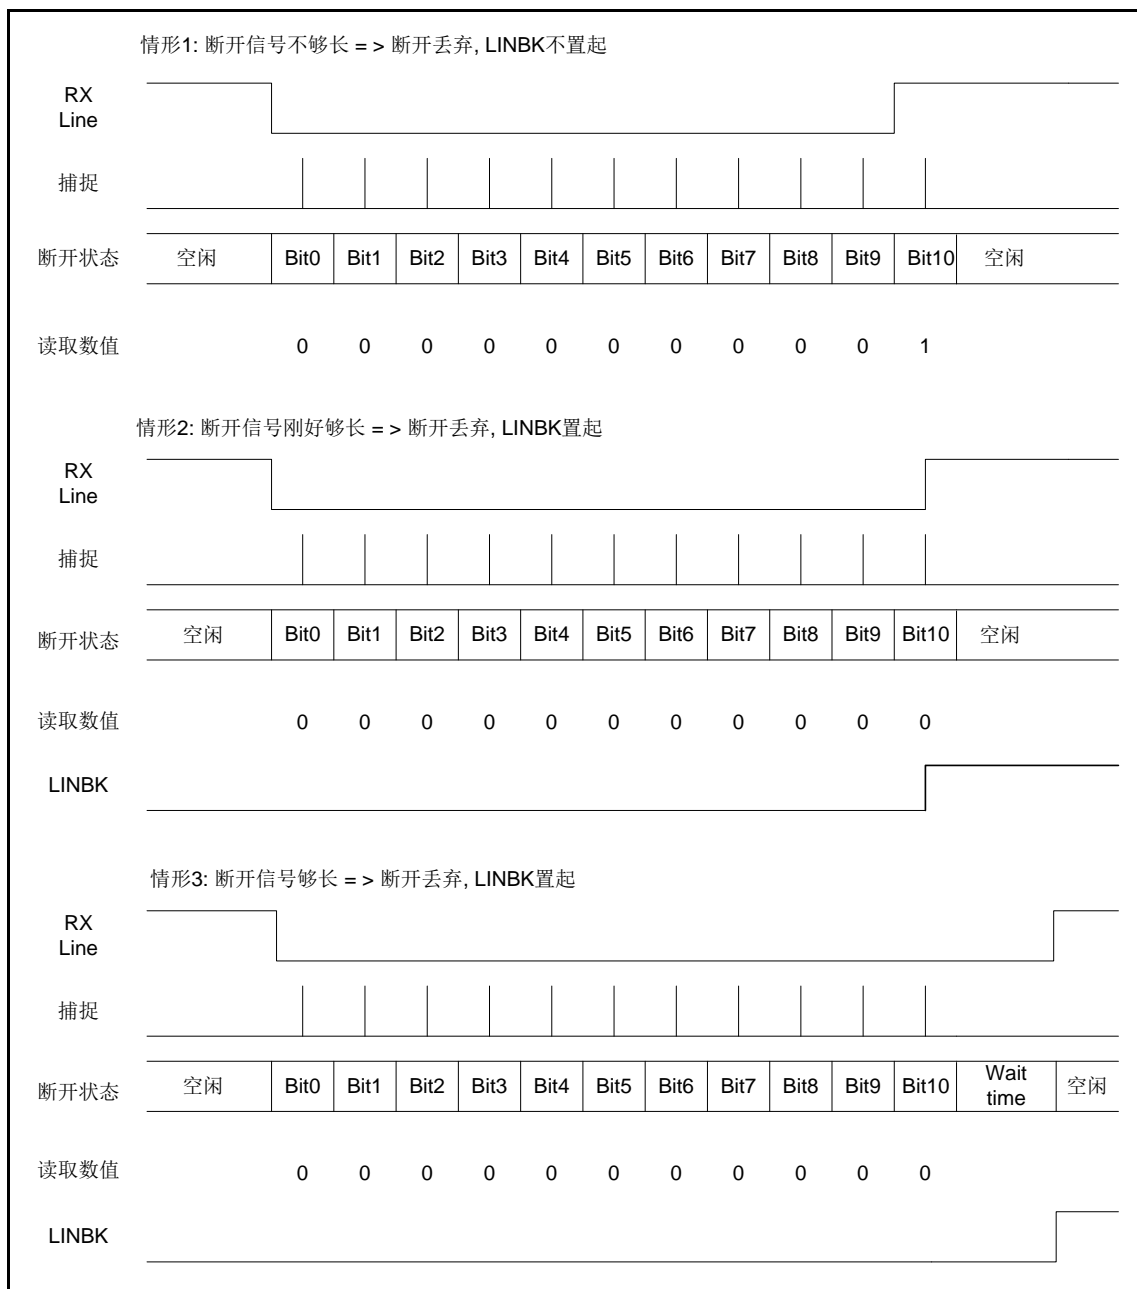 情形1: 断开信号不够长 = > 断开丢弃, LINBK不置起
RX
Line
捕捉
断开状态 空闲 Bit0 Bit1 Bit2 Bit3 Bit4 Bit5 Bit6 Bit7 Bit8 Bit9 Bit10 空闲
读取数值 0 0 0 0 0 0 0 0 0 0 1
情形2: 断开信号刚好够长 = > 断开丢弃, LINBK置起
RX
Line
捕捉
断开状态 空闲 Bit0 Bit1 Bit2 Bit3 Bit4 Bit5 Bit6 Bit7 Bit8 Bit9 Bit10 空闲
读取数值 0 0 0 0 0 0 0 0 0 0 0
LINBK
情形3: 断开信号够长 = > 断开丢弃, LINBK置起
RX
Line
捕捉
断开状态 空闲 Bit0 Bit1 Bit2 Bit3 Bit4 Bit5 Bit6 Bit7 Bit8 Bit9 Bit10 Wait time 空闲
读取数值 0 0 0 0 0 0 0 0 0 0 0
LINBK